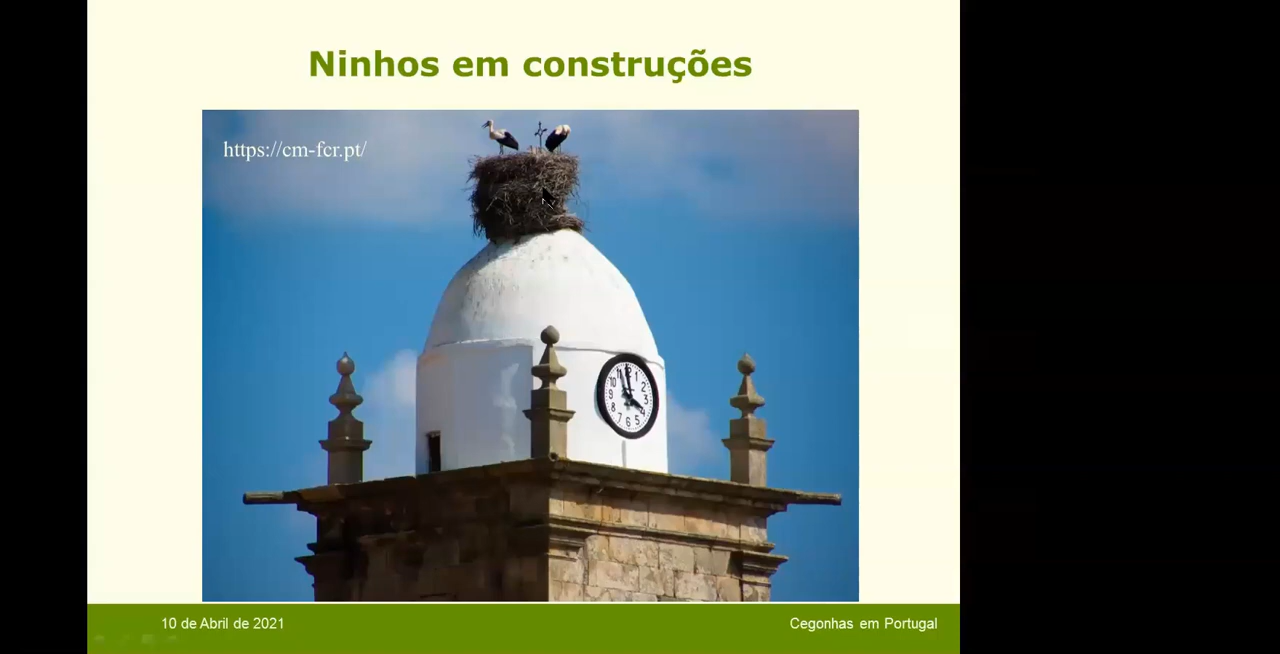 Ninhos em construções
https://cm-fcr.pt/
10 de Abril de 2021
Cegonhas em Portugal